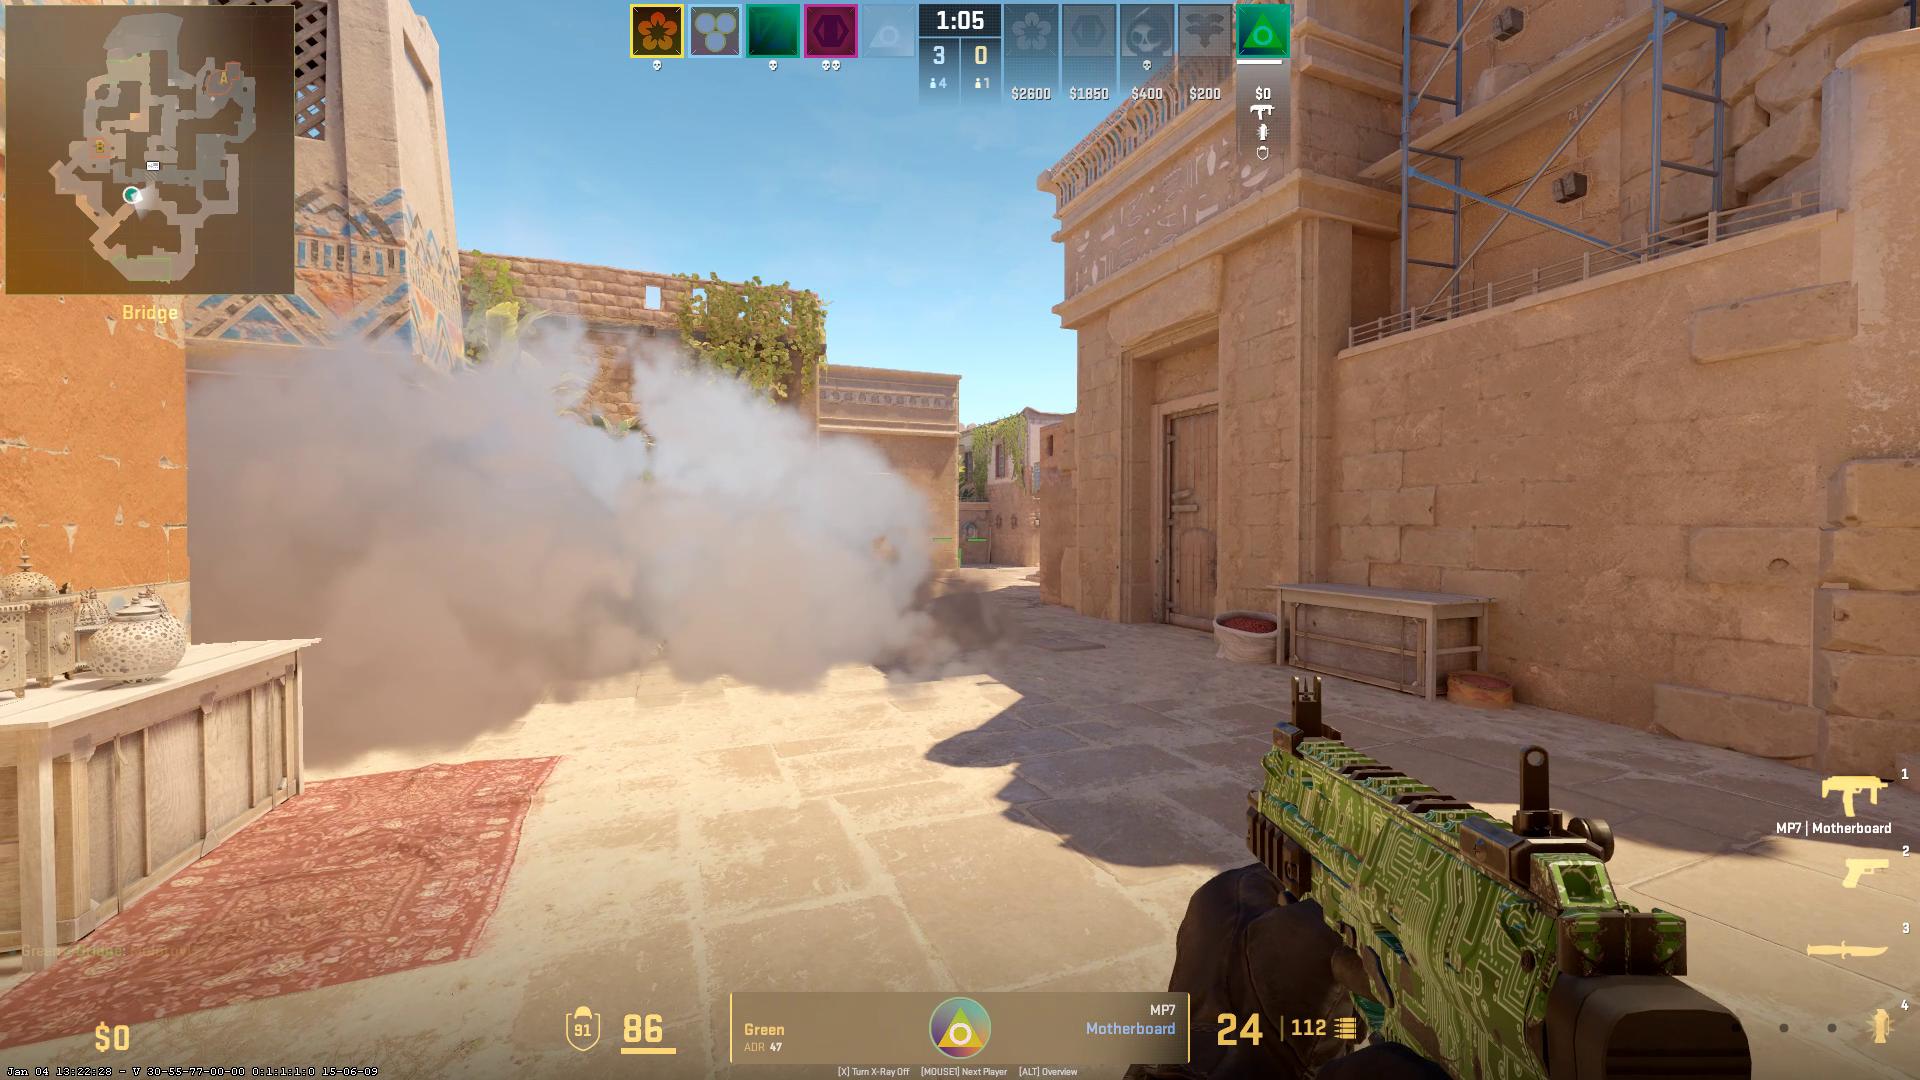 A
B
Bridge
1:05
3 0
4 1
$2600 $1850 $400 $200 $0
1
MP7 | Motherboard
2
3
4
$0
91
86
Green
ADR 47
MP7
Motherboard
24 | 112
[X] Turn X-Ray Off [MOUSE1] Next Player [ALT] Overview
Jan 04 13:22:28 - V 30-55-77-00-00 0:1:1:1:0 15-06-09